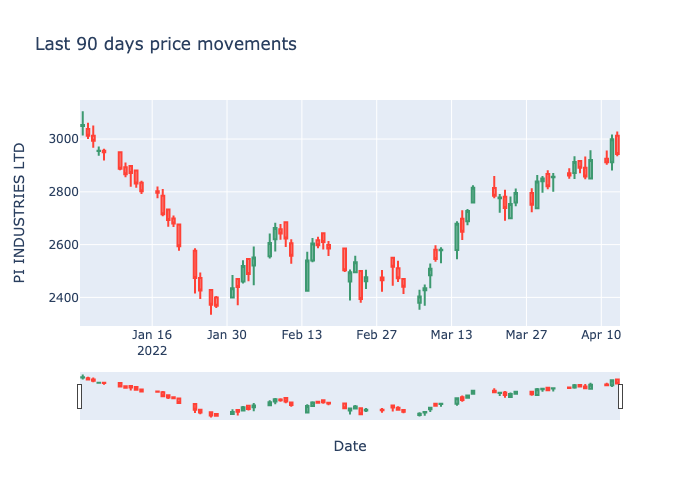 Last 90 days price movements
PI INDUSTRIES LTD
3000
2800
2600
2400
Jan 16
2022
Jan 30
Feb 13
Feb 27
Mar 13
Mar 27
Apr 10
Date